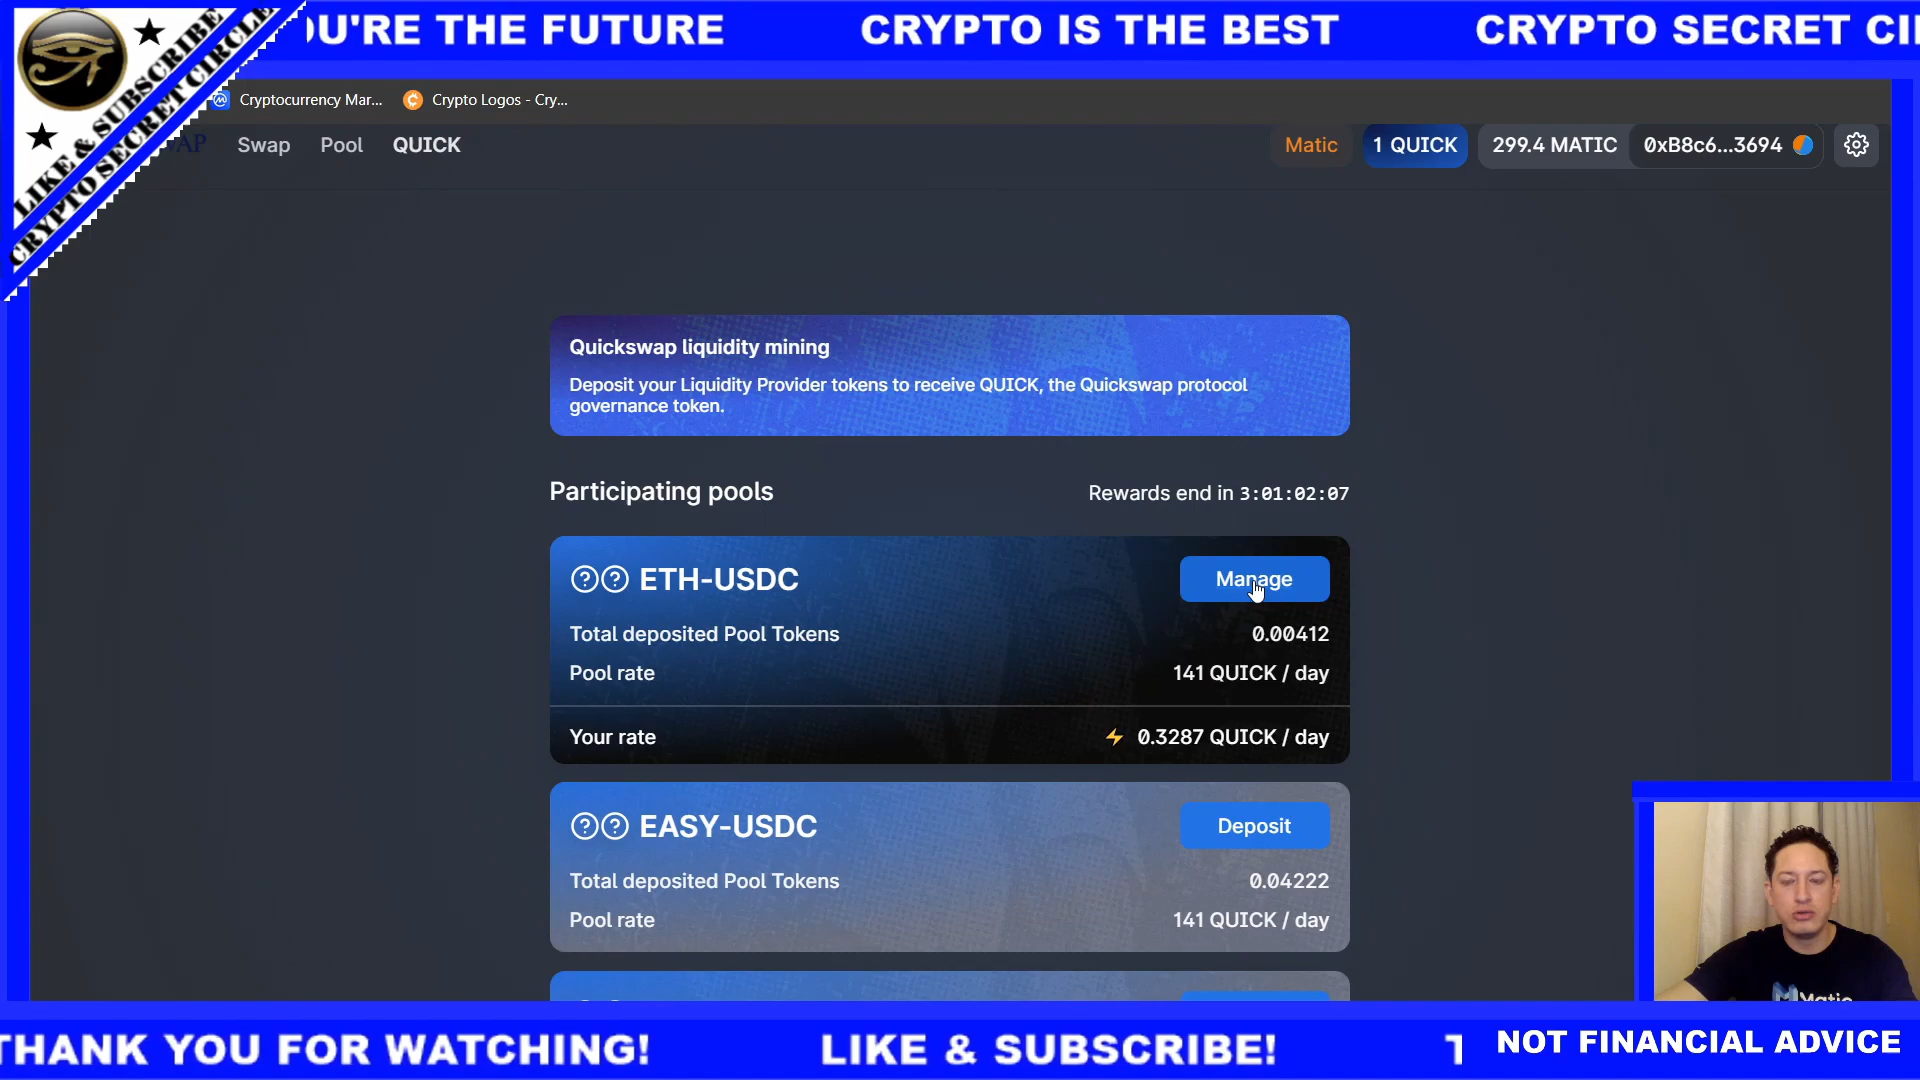 OU'RE THE FUTURE
CRYPTO IS THE BEST
CRYPTO SECRET CI
LIKE & SUBSCRIBE
CRYPTO SECRET CIRCLE
Cryptocurrency Mar...
Crypto Logos - Cry...
WAP
Swap
Pool
QUICK
Matic
1 QUICK
299.4 MATIC
0xB8c6...3694
Quickswap liquidity mining
Deposit your Liquidity Provider tokens to receive QUICK, the Quickswap protocol
governance token.
Participating pools
Rewards end in 3:01:02:07
ETH-USDC
Manage
Total deposited Pool Tokens
0.00412
Pool rate
141 QUICK / day
Your rate
0.3287 QUICK / day
EASY-USDC
Deposit
Total deposited Pool Tokens
0.04222
Pool rate
141 QUICK / day
Matic
THANK YOU FOR WATCHING!
LIKE & SUBSCRIBE!
NOT FINANCIAL ADVICE